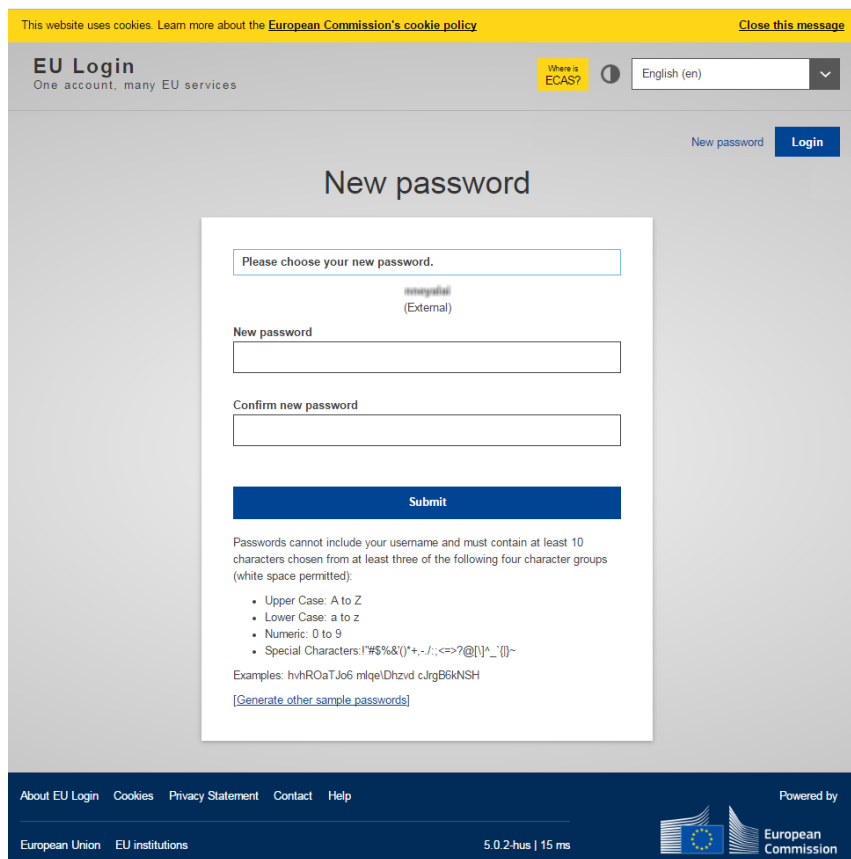 This website uses cookies. Learn more about the European Commission's cookie policy
Close this message
EU Login
One account, many EU services
Where is
ECAS?
English (en)
New password
Login
New password
Please choose your new password.
(External)
New password
Confirm new password
Submit
Passwords cannot include your username and must contain at least 10
characters chosen from at least three of the following four character groups
(white space permitted):
• Upper Case: A to Z
• Lower Case: a to z
• Numeric: 0 to 9
• Special Characters:!"#$%&'()*+,-./:;<=>?@[\]^_`{|}~
Examples: hvhROaTJo6 mlqe\Dhzvd cJrgB6kNSH
[Generate other sample passwords]
About EU Login Cookies Privacy Statement Contact Help
Powered by
European Union EU institutions
5.0.2-hus | 15 ms
European
Commission